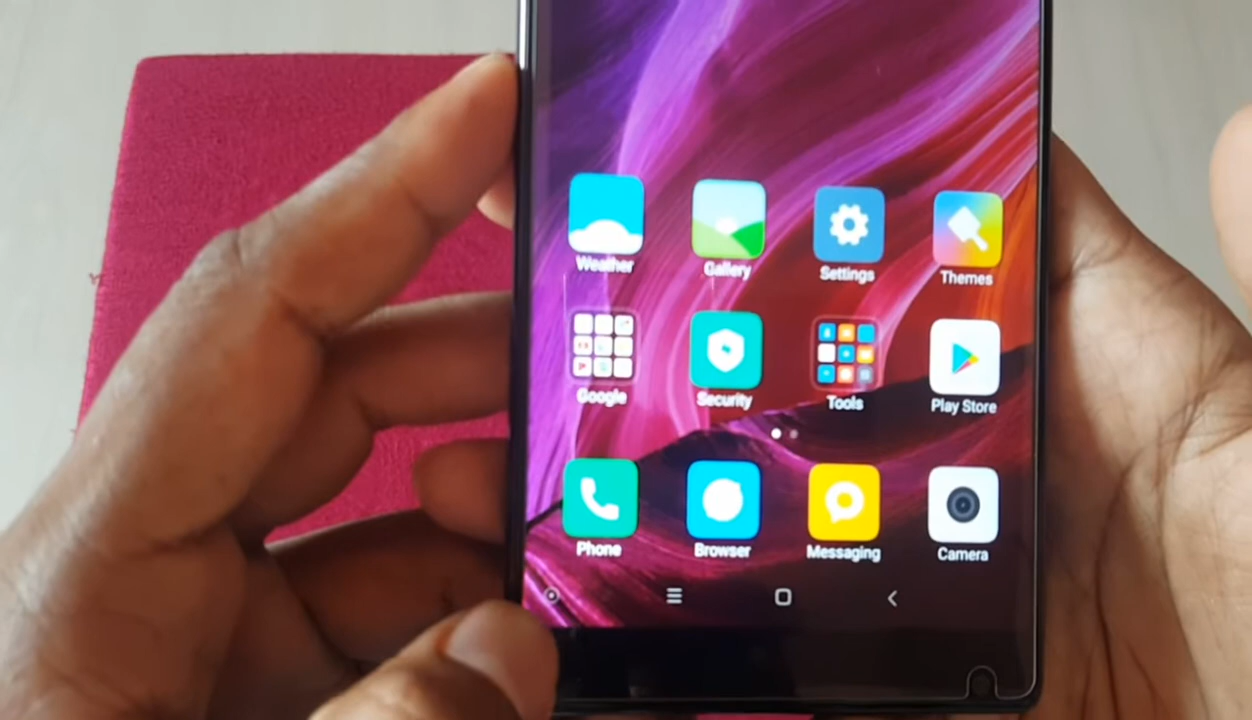 Weather Gallery Settings Themes
Google Security Tools Play Store
Phone Browser Messaging Camera